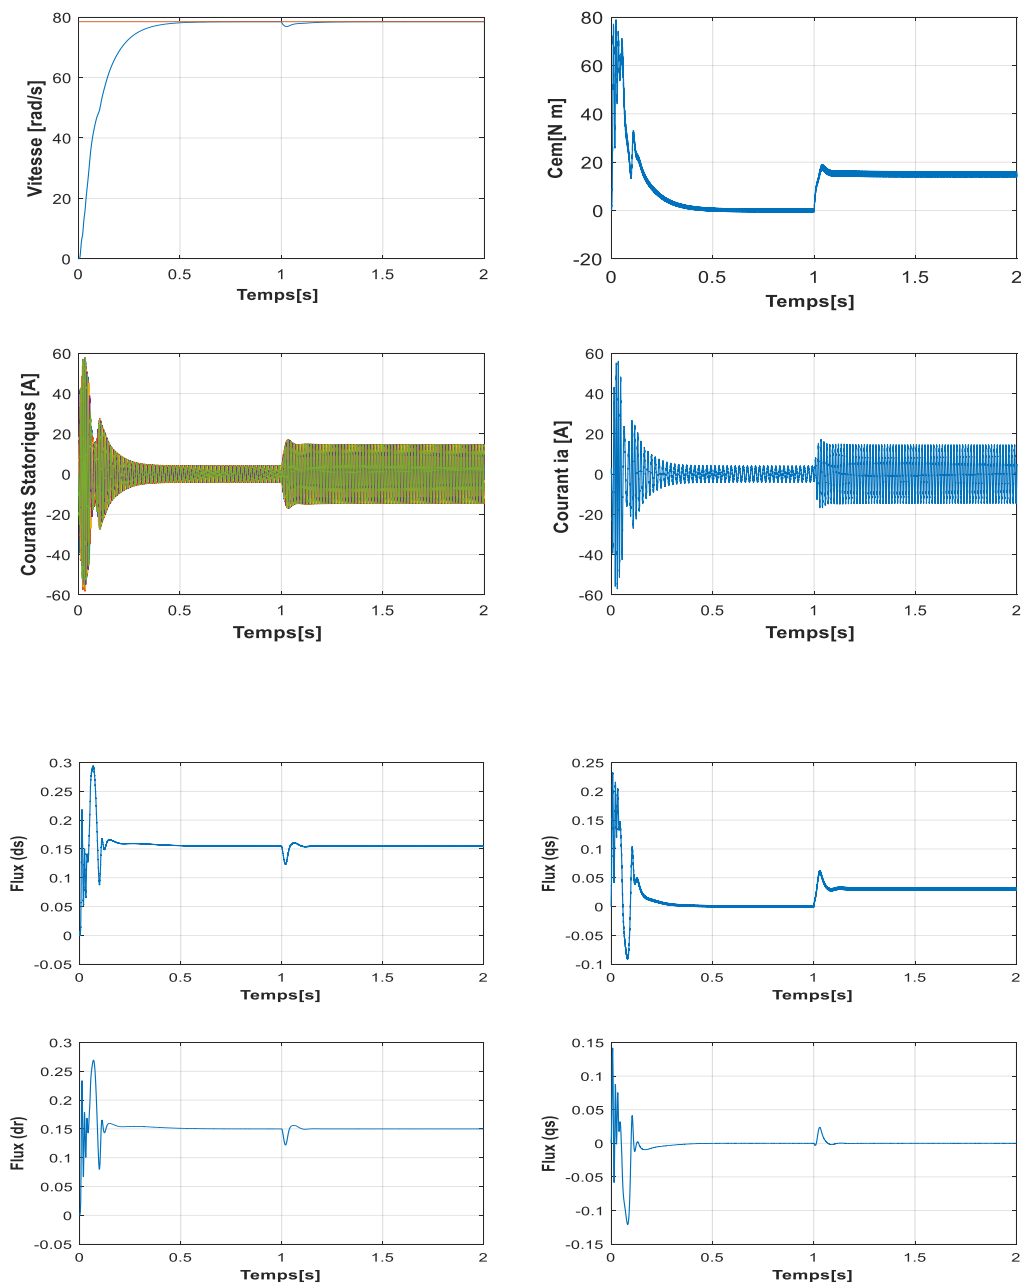 Vitesse [rad/s]
80
60
40
20
0
0 0.5 1 1.5 2
Temps[s]
Cem[N m]
80
60
40
20
0
-20
0 0.5 1 1.5 2
Temps[s]
Courants Statoriques [A]
60
40
20
0
-20
-40
-60
0 0.5 1 1.5 2
Temps[s]
Courant ia [A]
60
40
20
0
-20
-40
-60
0 0.5 1 1.5 2
Temps[s]
Flux (ds)
0.3
0.25
0.2
0.15
0.1
0.05
0
-0.05
0 0.5 1 1.5 2
Temps[s]
Flux (qs)
0.25
0.2
0.15
0.1
0.05
0
-0.05
-0.1
0 0.5 1 1.5 2
Temps[s]
Flux (dr)
0.3
0.25
0.2
0.15
0.1
0.05
0
-0.05
0 0.5 1 1.5 2
Temps[s]
Flux (qs)
0.15
0.1
0.05
0
-0.05
-0.1
-0.15
0 0.5 1 1.5 2
Temps[s]